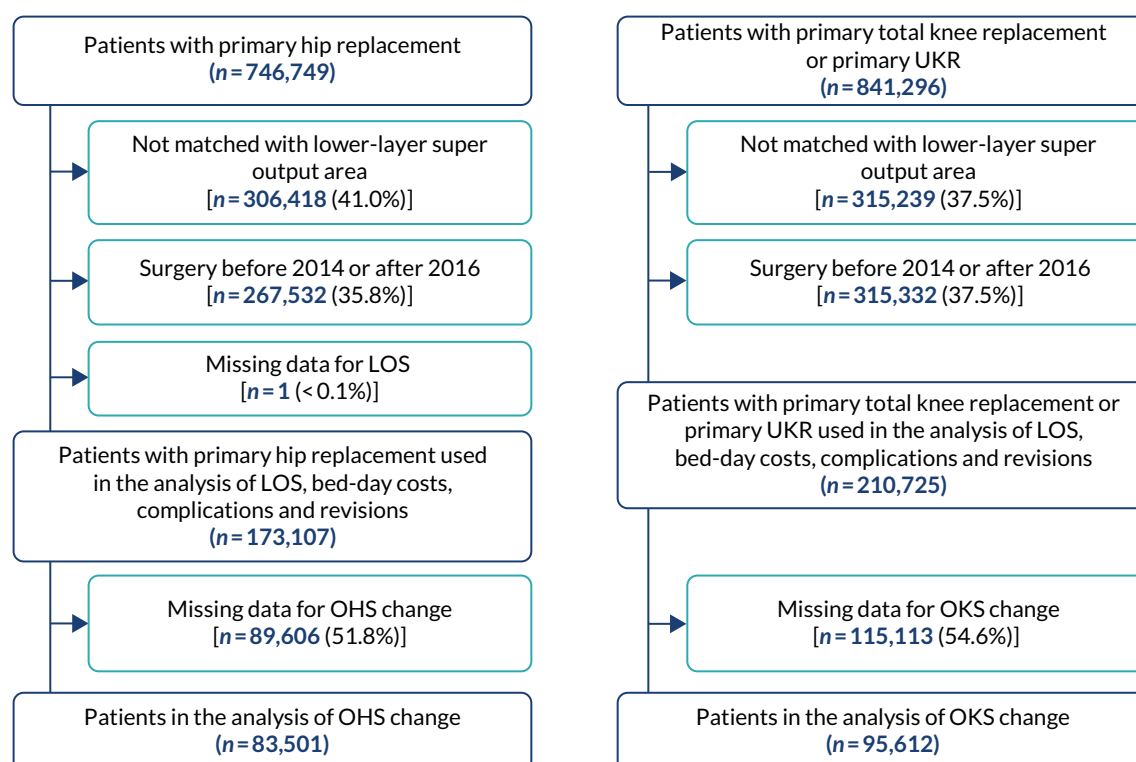 Patients with primary hip replacement
(n = 746,749)
Not matched with lower-layer super
output area
[n = 306,418 (41.0%)]
Surgery before 2014 or after 2016
[n = 267,532 (35.8%)]
Missing data for LOS
[n = 1 (< 0.1%)]
Patients with primary hip replacement used
in the analysis of LOS, bed-day costs,
complications and revisions
(n = 173,107)
Missing data for OHS change
[n = 89,606 (51.8%)]
Patients in the analysis of OHS change
(n = 83,501)
Patients with primary total knee replacement
or primary UKR
(n = 841,296)
Not matched with lower-layer super
output area
[n = 315,239 (37.5%)]
Surgery before 2014 or after 2016
[n = 315,332 (37.5%)]
Patients with primary total knee replacement or
primary UKR used in the analysis of LOS,
bed-day costs, complications and revisions
(n = 210,725)
Missing data for OKS change
[n = 115,113 (54.6%)]
Patients in the analysis of OKS change
(n = 95,612)